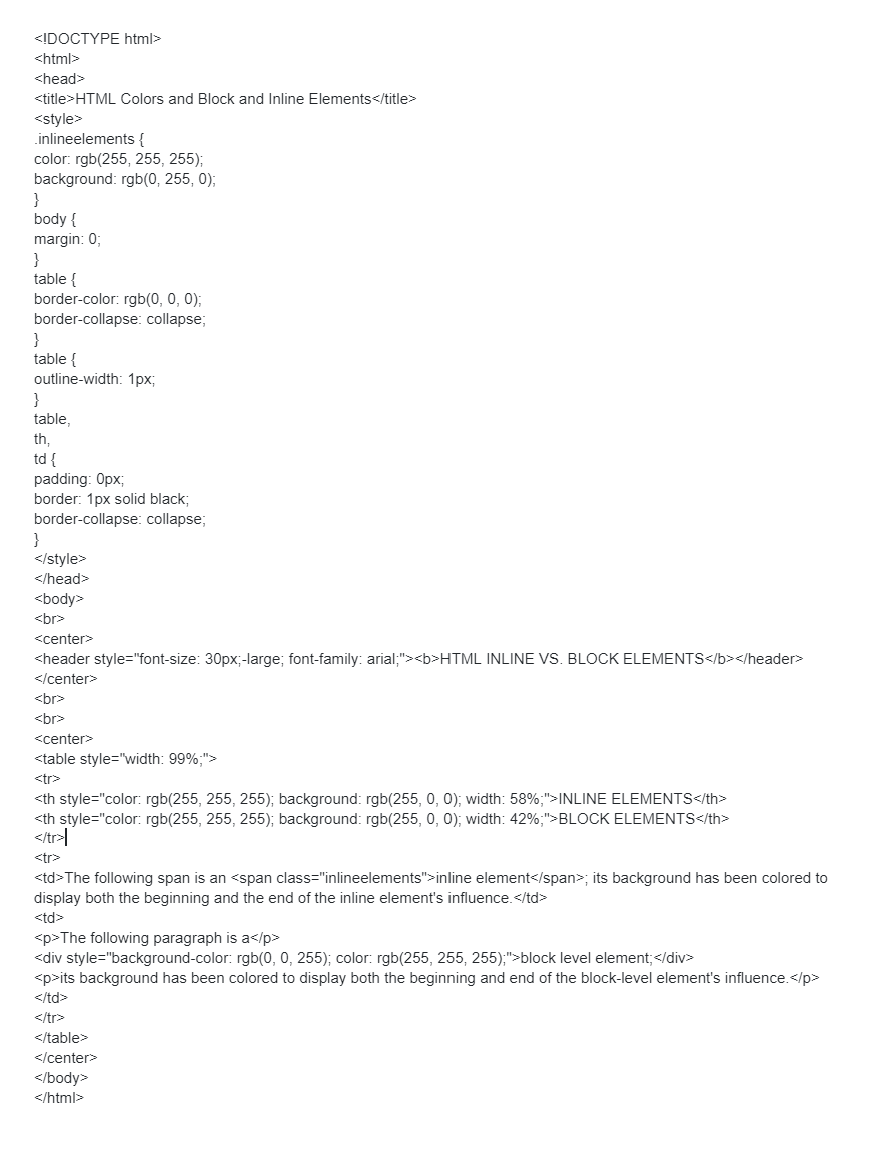 <!DOCTYPE html>
<html>
<head>
<title>HTML Colors and Block and Inline Elements</title>
<style>
.inlineelements {
color: rgb(255, 255, 255);
background: rgb(0, 255, 0);
}
body {
margin: 0;
}
table {
border-color: rgb(0, 0, 0);
border-collapse: collapse;
}
table {
outline-width: 1px;
}
table,
th,
td {
padding: 0px;
border: 1px solid black;
border-collapse: collapse;
}
</style>
</head>
<body>
<br>
<center>
<header style="font-size: 30px;-large; font-family: arial;"><b>HTML INLINE VS. BLOCK ELEMENTS</b></header>
</center>
<br>
<br>
<center>
<table style="width: 99%;">
<tr>
<th style="color: rgb(255, 255, 255); background: rgb(255, 0, 0); width: 58%;">INLINE ELEMENTS</th>
<th style="color: rgb(255, 255, 255); background: rgb(255, 0, 0); width: 42%;">BLOCK ELEMENTS</th>
</tr>
<tr>
<td>The following span is an <span class="inlineelements">inline element</span>; its background has been colored to
display both the beginning and the end of the inline element's influence.</td>
<td>
<p>The following paragraph is a</p>
<div style="background-color: rgb(0, 0, 255); color: rgb(255, 255, 255);">block level element;</div>
<p>its background has been colored to display both the beginning and end of the block-level element's influence.</p>
</td>
</tr>
</table>
</center>
</body>
</html>